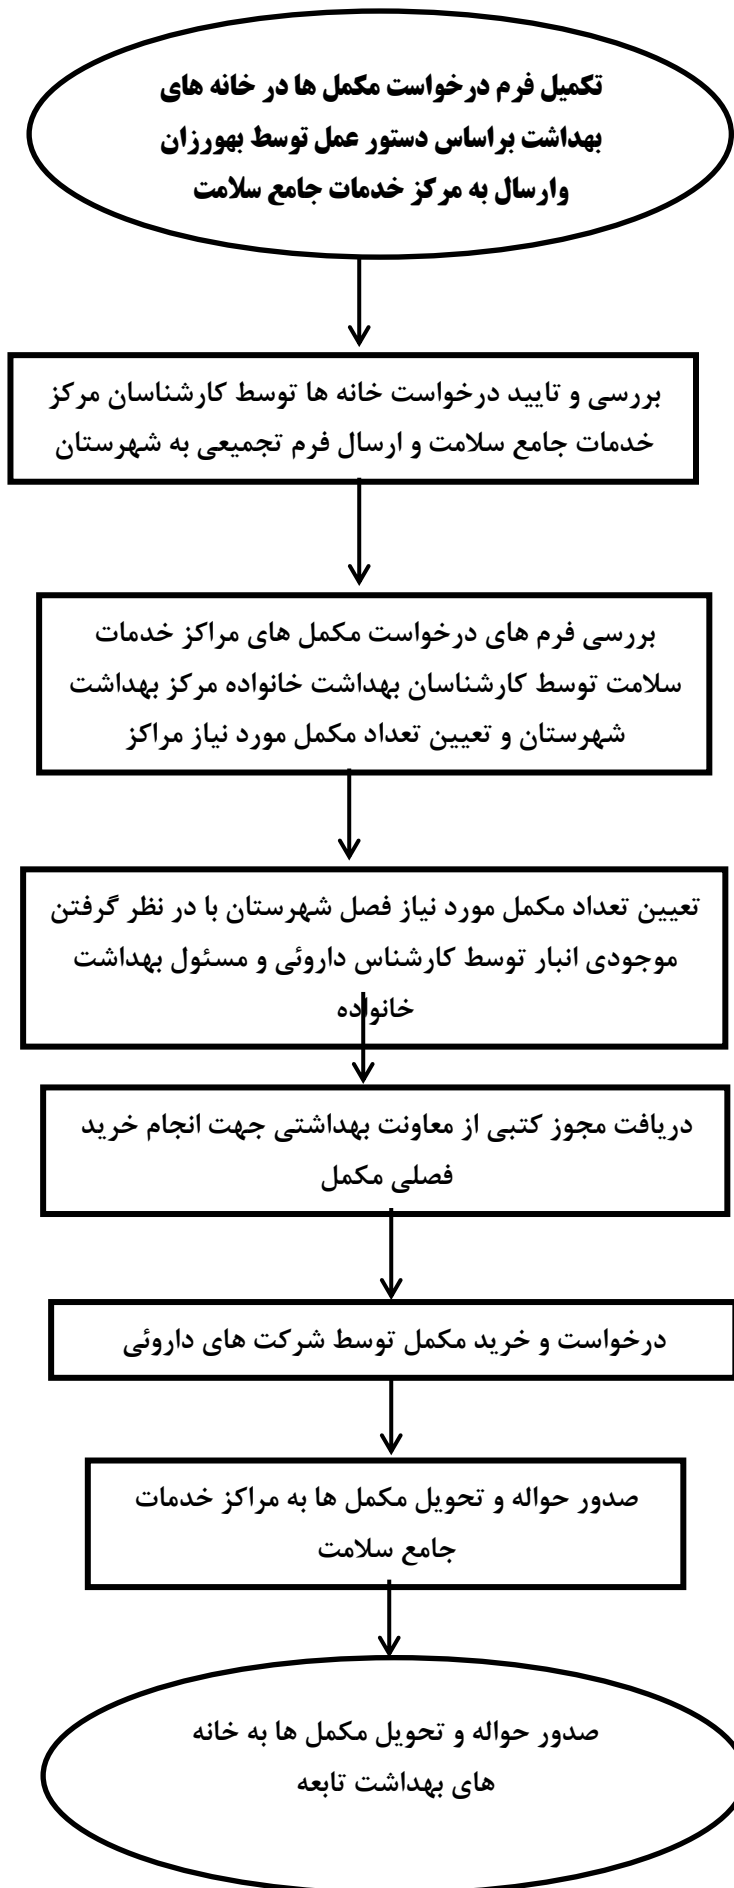 تکمیل فرم درخواست مکمل ها در خانه های
بهداشت براساس دستور عمل توسط بهورزان
وارسال به مرکز خدمات جامع سلامت
بررسی و تایید درخواست خانه ها توسط کارشناسان مرکز
خدمات جامع سلامت و ارسال فرم تجمیعی به شهرستان
بررسی فرم های درخواست مکمل های مراکز خدمات
سلامت توسط کارشناسان بهداشت خانواده مرکز بهداشت
شهرستان و تعیین تعداد مکمل مورد نیاز مراکز
تعیین تعداد مکمل مورد نیاز فصل شهرستان با در نظر گرفتن
موجودی انبار توسط کارشناس داروئی و مسئول بهداشت
خانواده
دریافت مجوز کتبی از معاونت بهداشتی جهت انجام خرید
فصلی مکمل
درخواست و خرید مکمل توسط شرکت های داروئی
صدور حواله و تحویل مکمل ها به مراکز خدمات
جامع سلامت
صدور حواله و تحویل مکمل ها به خانه
های بهداشت تابعه